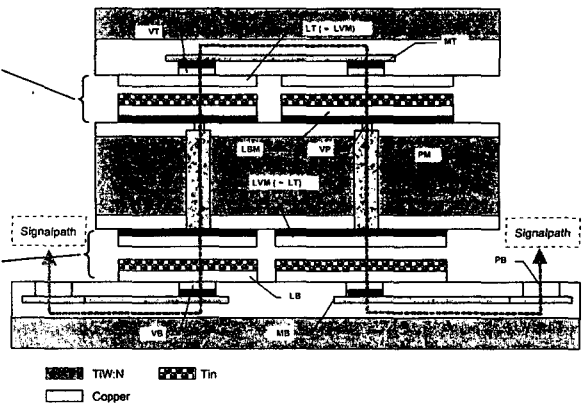 VT
LT (= LVM)
MT
LBM
VP
PM
LVM (= LT)
Signalpath
Signalpath
PB
LB
VB
MB
TiW:N
Tin
Copper